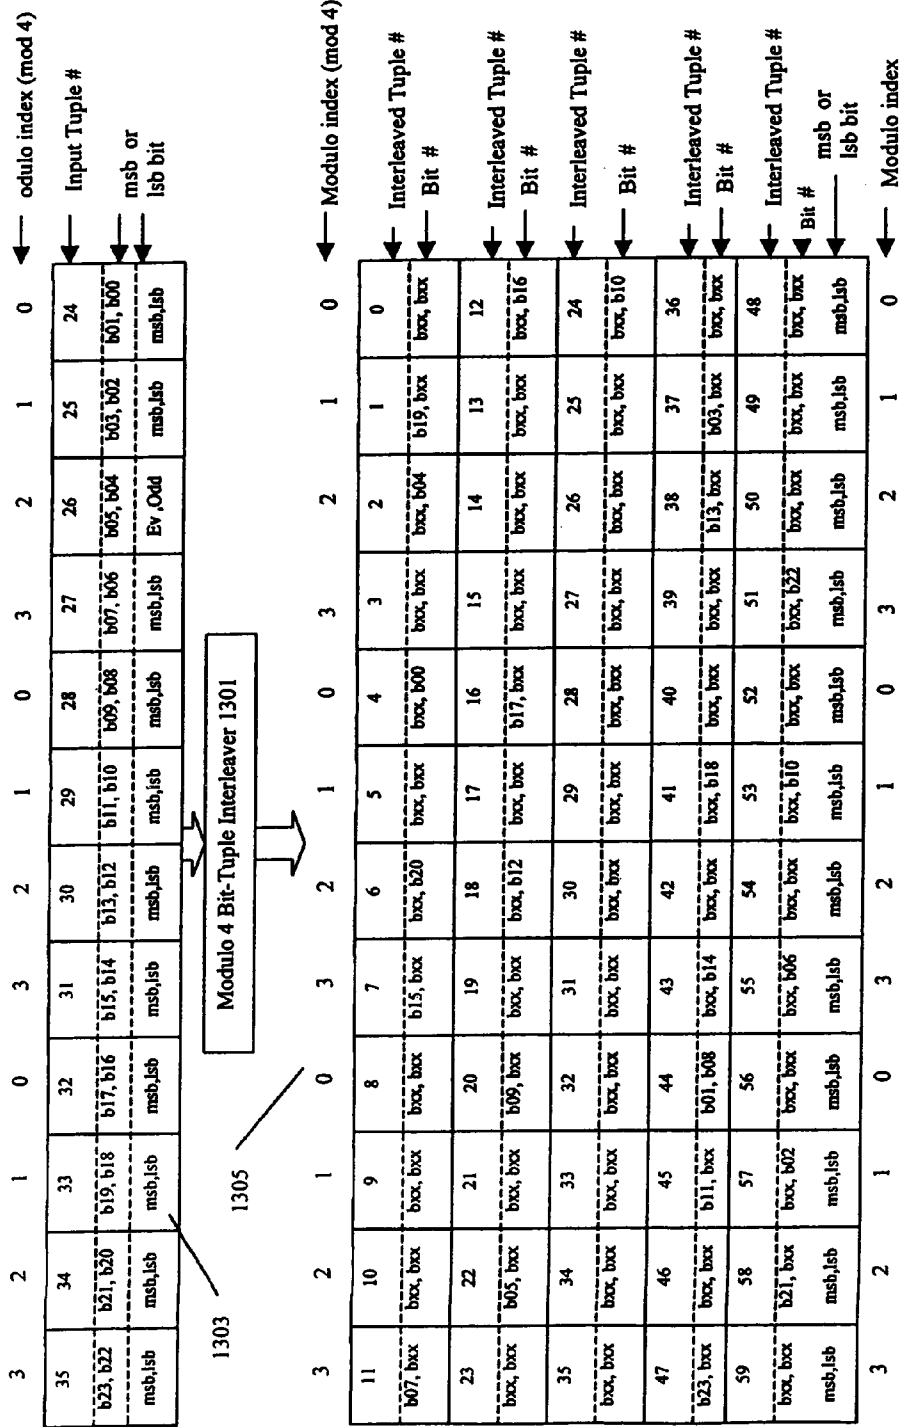 3 2 1 0 3 2 1 0 3 2 1 0 odulo index (mod 4)
35 34 33 32 31 30 29 28 27 26 25 24 Input Tuple #
b23, b22 b21, b20 b19, b18 b17, b16 b15, b14 b13, b12 b11, b10 b09, b08 b07, b06 b05, b04 b03, b02 b01, b00 msb or
msb,lsb msb,lsb msb,lsb msb,lsb msb,lsb msb,lsb msb,lsb msb,lsb msb,lsb Ev ,Odd msb,lsb msb,lsb lsb bit
1303
Modulo 4 Bit-Tuple Interleaver 1301
1305
3 2 1 0 3 2 1 0 3 2 1 0 Modulo index (mod 4)
11 10 9 8 7 6 5 4 3 2 1 0 Interleaved Tuple #
b07, bxx bxx, bxx bxx, bxx bxx, bxx b15, bxx bxx, b20 bxx, bxx bxx, b00 bxx, bxx bxx, b04 b19, bxx bxx, bxx Bit #
23 22 21 20 19 18 17 16 15 14 13 12 Interleaved Tuple #
bxx, bxx b05, bxx bxx, bxx b09, bxx bxx, bxx bxx, b12 bxx, bxx b17, bxx bxx, bxx bxx, bxx bxx, bxx bxx, b16 Bit #
35 34 33 32 31 30 29 28 27 26 25 24 Interleaved Tuple #
bxx, bxx bxx, bxx bxx, bxx bxx, bxx bxx, bxx bxx, bxx bxx, bxx bxx, bxx bxx, bxx bxx, bxx bxx, bxx bxx, b10 Bit #
47 46 45 44 43 42 41 40 39 38 37 36 Interleaved Tuple #
b23, bxx bxx, bxx b11, bxx b01, b08 bxx, b14 bxx, bxx bxx, b18 bxx, bxx bxx, bxx b13, bxx b03, bxx bxx, bxx Bit #
59 58 57 56 55 54 53 52 51 50 49 48 Interleaved Tuple #
bxx, bxx b21, bxx bxx, b02 bxx, bxx bxx, b06 bxx, bxx bxx, b10 bxx, bxx bxx, b22 bxx, bxx bxx, bxx bxx, bxx Bit #
msb,lsb msb,lsb msb,lsb msb,lsb msb,lsb msb,lsb msb,lsb msb,lsb msb,lsb msb,lsb msb,lsb msb,lsb msb or
lsb bit
3 2 1 0 3 2 1 0 3 2 1 0 Modulo index